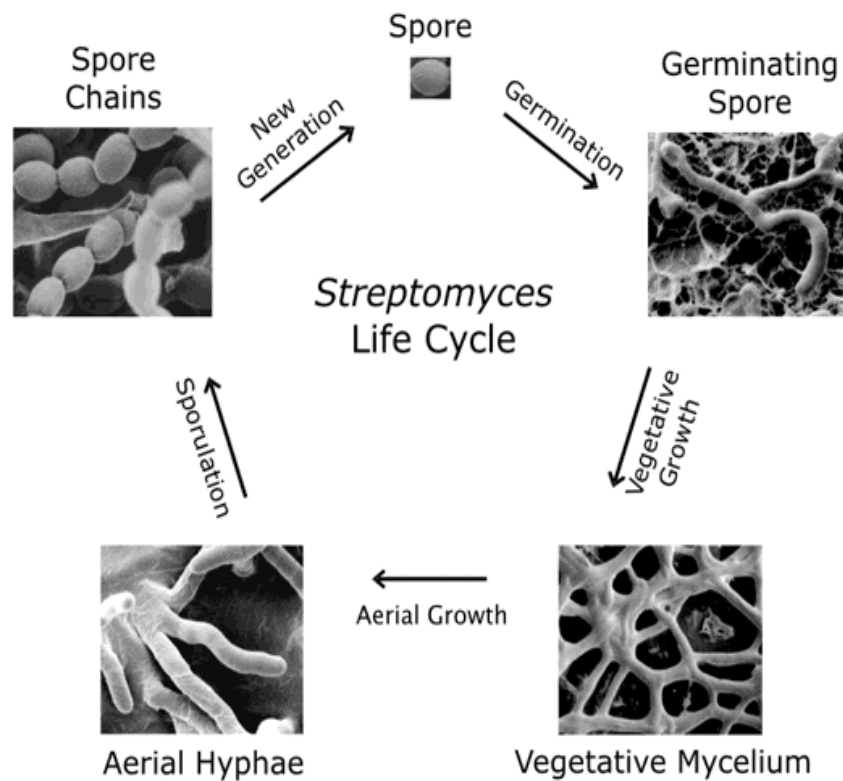 Spore
Germination
Germinating
Spore
Vegetative
Growth
Vegetative Mycelium
Aerial Growth
Aerial Hyphae
Sporulation
Spore
Chains
New
Generation
Streptomyces
Life Cycle